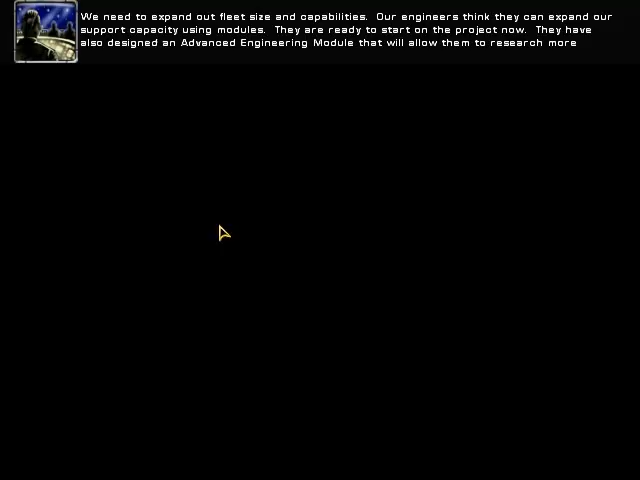 We need to expand out fleet size and capabilities. Our engineers think they can expand our
support capacity using modules. They are ready to start on the project now. They have
also designed an Advanced Engineering Module that will allow them to research more